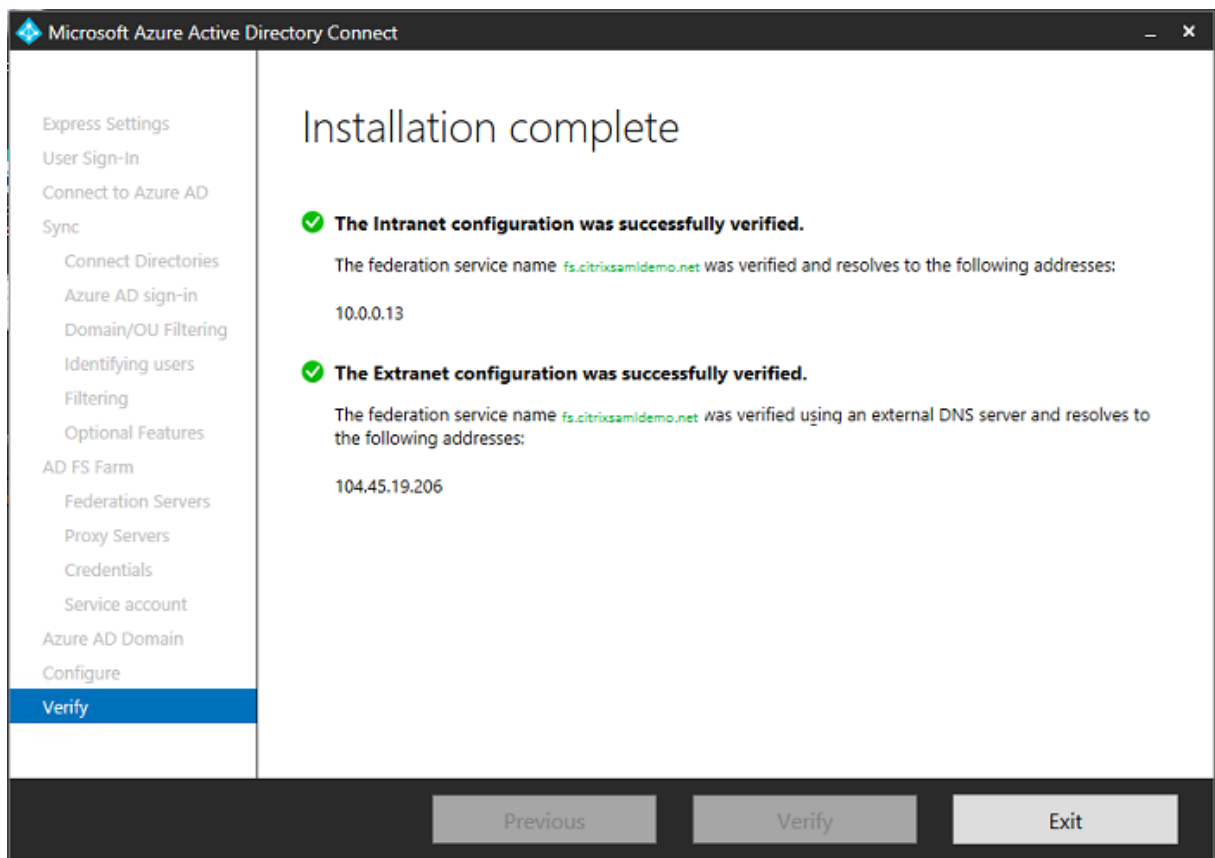 Microsoft Azure Active Directory Connect
Express Settings
User Sign-In
Connect to Azure AD
Sync
Connect Directories
Azure AD sign-in
Domain/OU Filtering
Identifying users
Filtering
Optional Features
AD FS Farm
Federation Servers
Proxy Servers
Credentials
Service account
Azure AD Domain
Configure
Verify
Installation complete
The Intranet configuration was successfully verified.
The federation service name fs.citrixsamldemo.net was verified and resolves to the following addresses:
10.0.0.13
The Extranet configuration was successfully verified.
The federation service name fs.citrixsamldemo.net was verified using an external DNS server and resolves to
the following addresses:
104.45.19.206
Previous
Verify
Exit